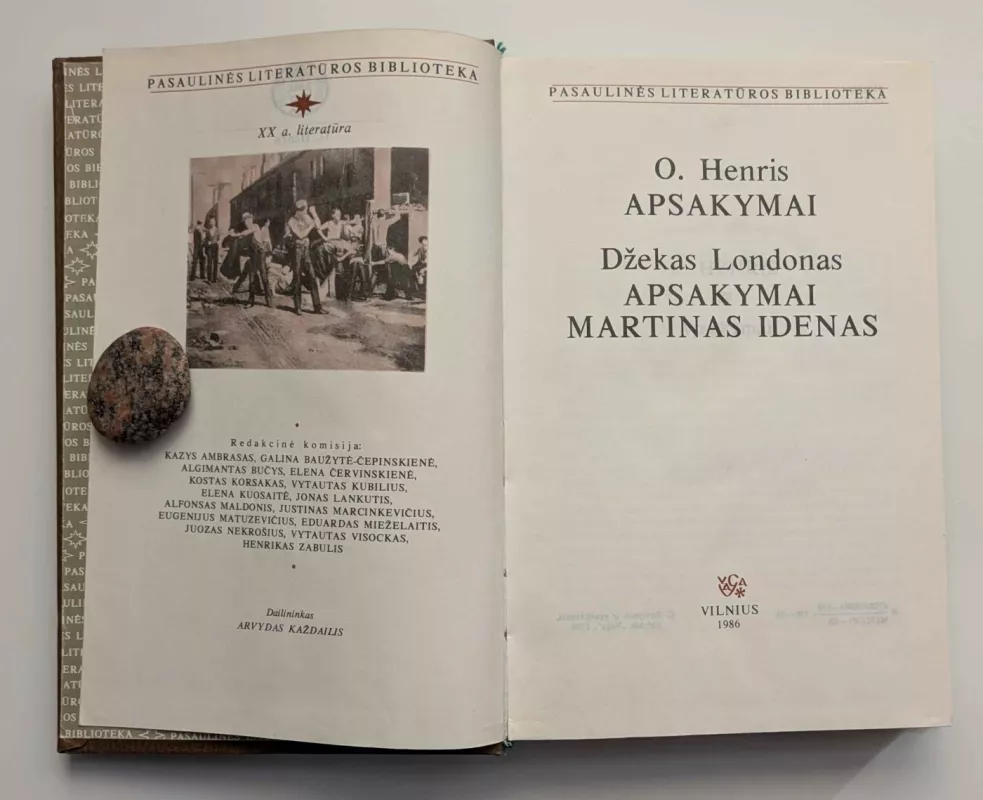 PASAULINĖS LITERATŪROS BIBLIOTEKA
XX a. literatūra
Redakcinė komisija:
KAZYS AMBRASAS, GALINA BAUŽYTĖ-ČEPINSKIENĖ,
ALGIMANTAS BUČYS, ELENA ČERVINSKIENĖ,
KOSTAS KORSAKAS, VYTAUTAS KUBILIUS,
ELENA KUOSAITĖ, JONAS LANKUTIS,
ALFONSAS MALDONIS, JUSTINAS MARCINKEVIČIUS,
EUGENIJUS MATUZEVIČIUS, EDUARDAS MIEŽELAITIS,
JUOZAS NEKROŠIUS, VYTAUTAS VISOCKAS,
HENRIKAS ZABULIS
Dailininkas
ARVYDAS KAŽDAILIS
BIBLIOTEKA
PASAULINĖS
PASAULINĖS LITERATŪROS BIBLIOTEKA
O. Henris
APSAKYMAI
Džekas Londonas
APSAKYMAI
MARTINAS IDENAS
VILNIUS
1986